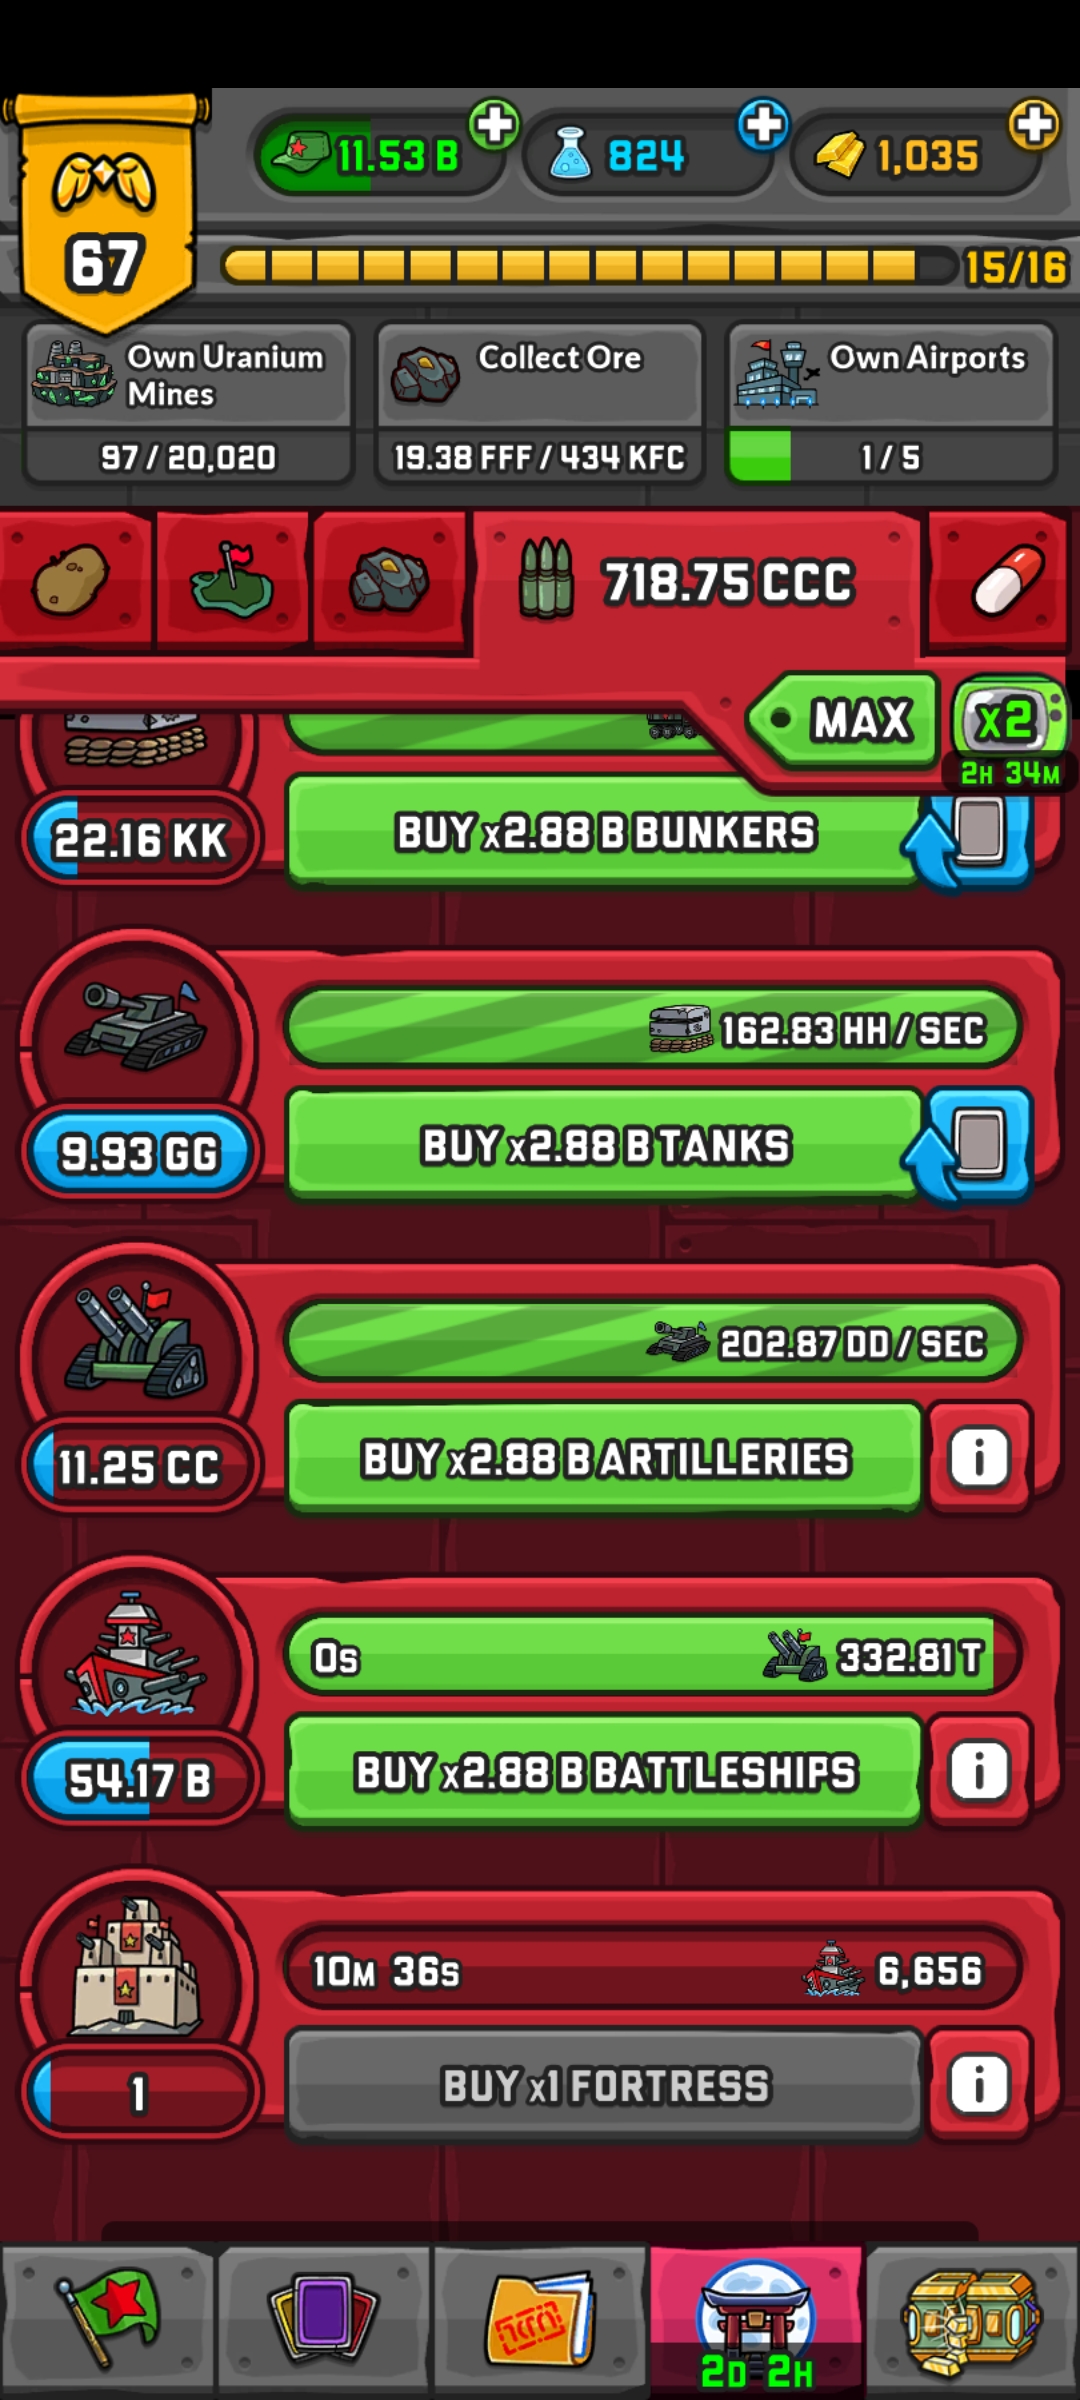 11.53 B
824
1,035
67
15/16
Own Uranium
Mines
97 / 20,020
Collect Ore
19.38 FFF / 434 KFC
Own Airports
1 / 5
718.75 CCC
MAX
x2
2H 34M
22.16 KK
BUY x2.88 B BUNKERS
162.83 HH / SEC
9.93 GG
BUY x2.88 B TANKS
202.87 DD / SEC
11.25 CC
BUY x2.88 B ARTILLERIES
i
0s
332.81 T
54.17 B
BUY x2.88 B BATTLESHIPS
i
10M 36s
6,656
1
BUY x1 FORTRESS
i
2D 2H